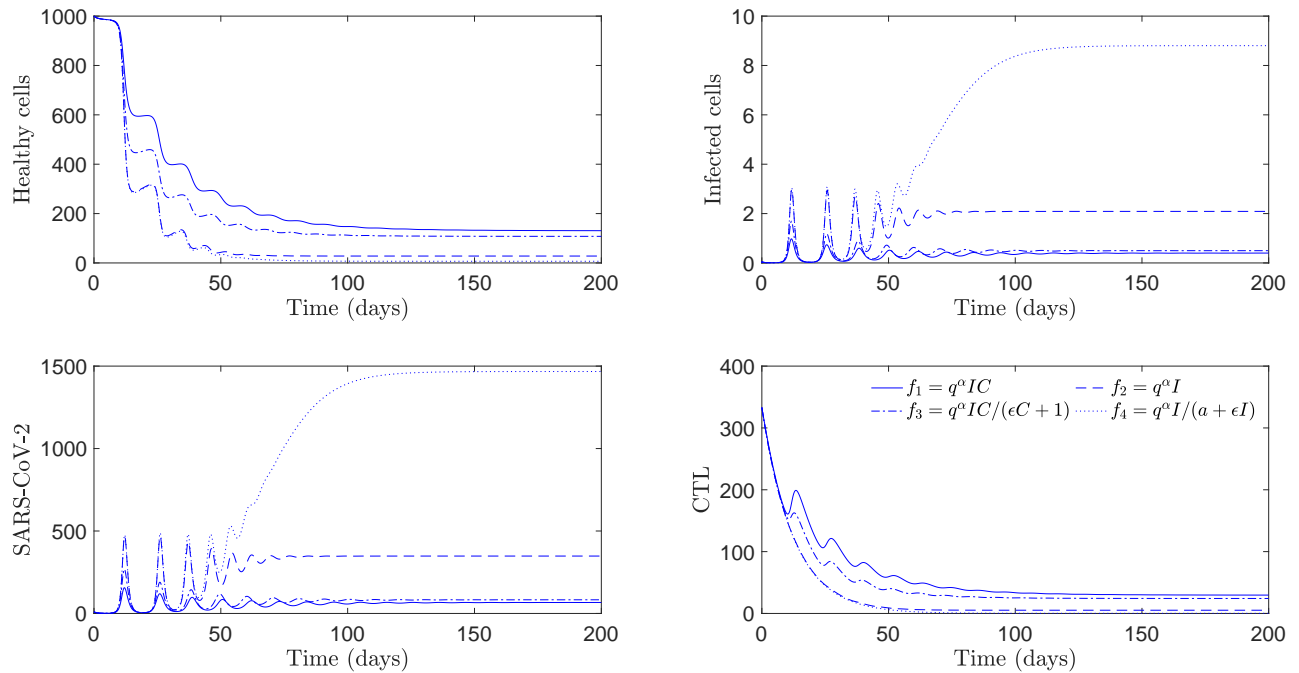 1000
800
600
400
200
0
Healthy cells
0 50 100 150 200
Time (days)
10
8
6
4
2
0
Infected cells
0 50 100 150 200
Time (days)
1500
1000
500
0
SARS-CoV-2
0 50 100 150 200
Time (days)
400
300
200
100
0
CTL
f₁ = q^α IC
f₂ = q^α I
f₃ = q^α IC/(ϵC + 1)
f₄ = q^α I/(a + ϵI)
0 50 100 150 200
Time (days)